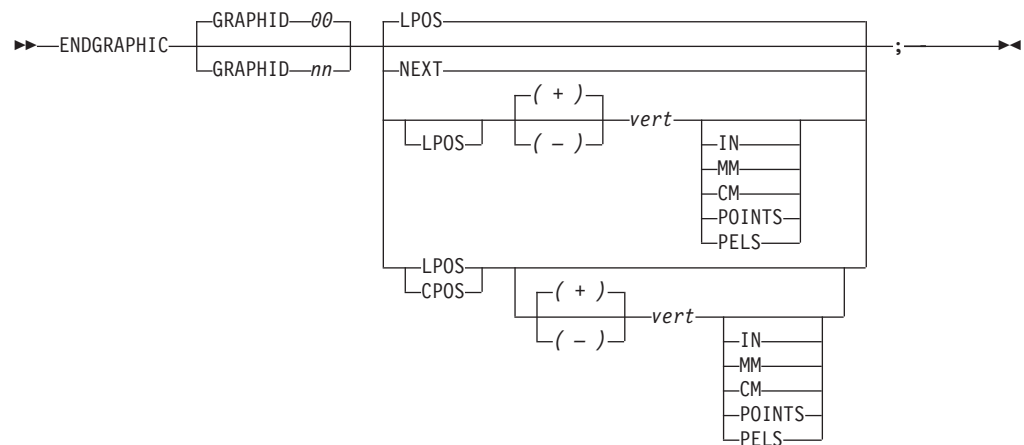 GRAPHID 00 LPOS
ENDGRAPHIC ;
GRAPHID nn NEXT
( + )
vert
LPOS ( – ) IN
MM
CM
POINTS
PELS
LPOS
CPOS ( + )
vert
( – ) IN
MM
CM
POINTS
PELS